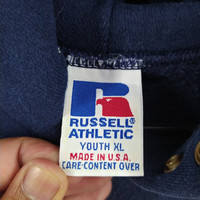 RUSSELL®
ATHLETIC
YOUTH XL
MADE IN U.S.A.
CARE-CONTENT OVER